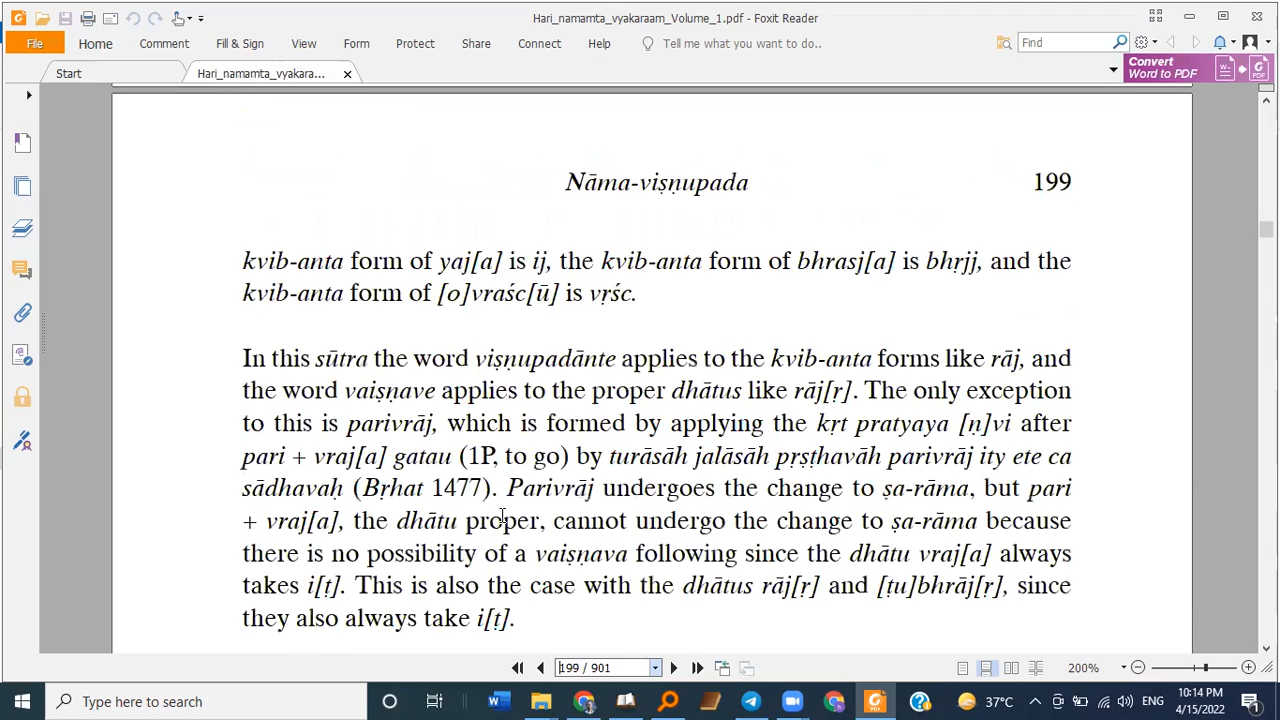 Hari_namamta_vyakaraam_Volume_1.pdf - Foxit Reader
File Home Comment Fill & Sign View Form Protect Share Connect Help Tell me what you want to do.. Find
Start Hari_namamta_vyakara... Convert Word to PDF
Nāma-viṣṇupada 199
kvib-anta form of yaj[a] is ij, the kvib-anta form of bhrasj[a] is bhṛjj, and the
kvib-anta form of [o]vraśc[ū] is vṛśc.
In this sūtra the word viṣṇupadānte applies to the kvib-anta forms like rāj, and
the word vaiṣṇave applies to the proper dhātus like rāj[ṛ]. The only exception
to this is parivrāj, which is formed by applying the kṛt pratyaya [ṇ]vi after
pari + vraj[a] gatau (1P, to go) by turāsāh jalāsāh pṛṣṭhavāh parivrāj ity ete ca
sādhavaḥ (Bṛhat 1477). Parivrāj undergoes the change to ṣa-rāma, but pari
+ vraj[a], the dhātu proper, cannot undergo the change to ṣa-rāma because
there is no possibility of a vaiṣṇava following since the dhātu vraj[a] always
takes i[ṭ]. This is also the case with the dhātus rāj[ṛ] and [ṭu]bhrāj[ṛ], since
they also always take i[ṭ].
199 / 901 200%
Type here to search 37°C ENG 10:14 PM
4/15/2022